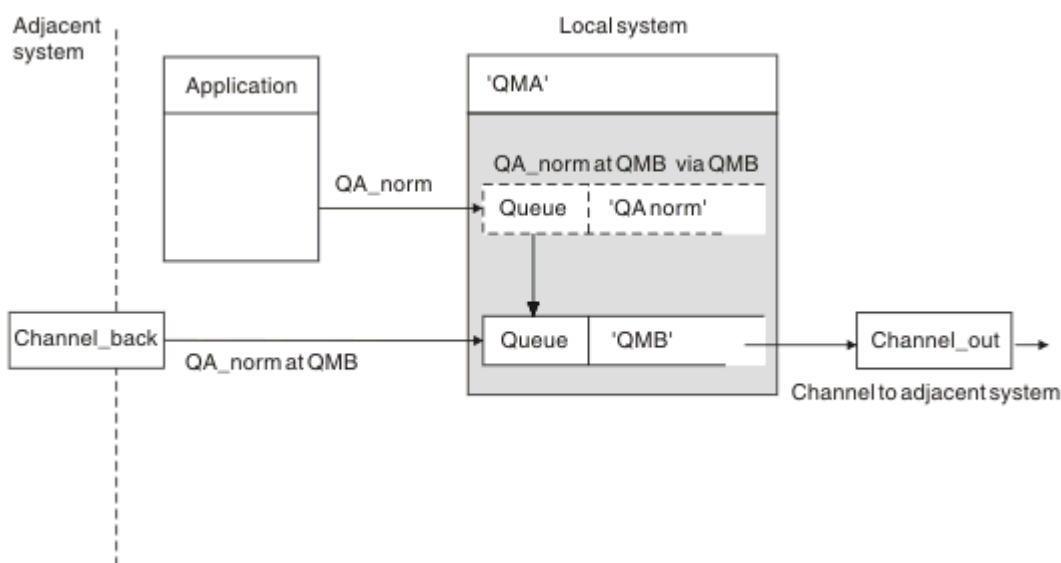 Adjacent
system
Local system
Application
'QMA'
QA_norm at QMB via QMB
QA_norm
Queue
'QA norm'
Channel_back
QA_norm at QMB
Queue
'QMB'
Channel_out
Channel to adjacent system